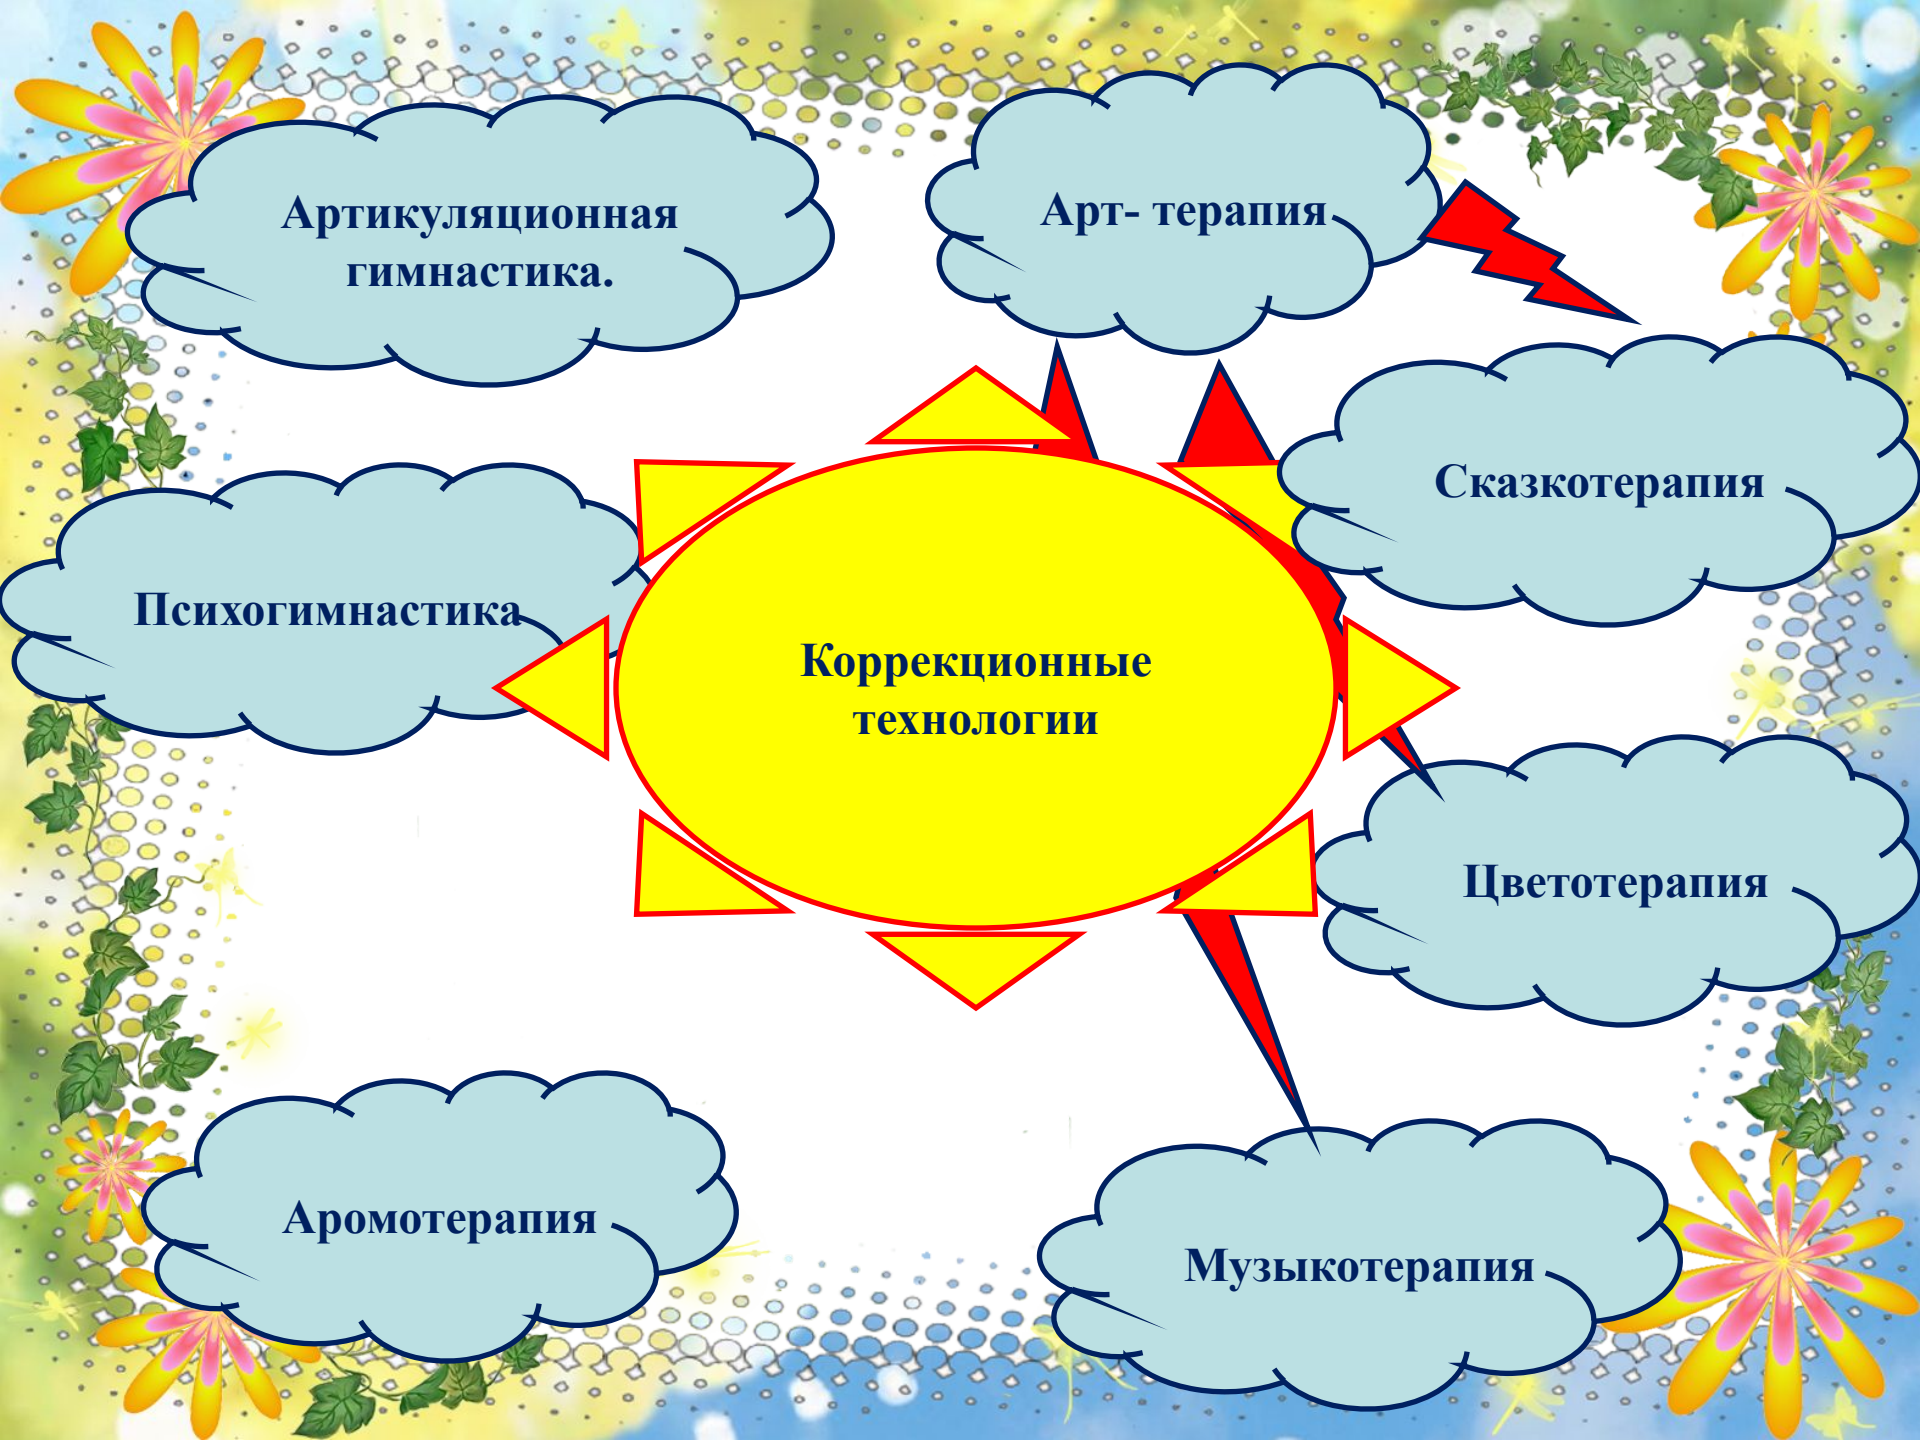 Артикуляционная
гимнастика.
Арт- терапия
Сказкотерапия
Психогимнастика
Коррекционные
технологии
Цветотерапия
Аромотерапия
Музыкотерапия